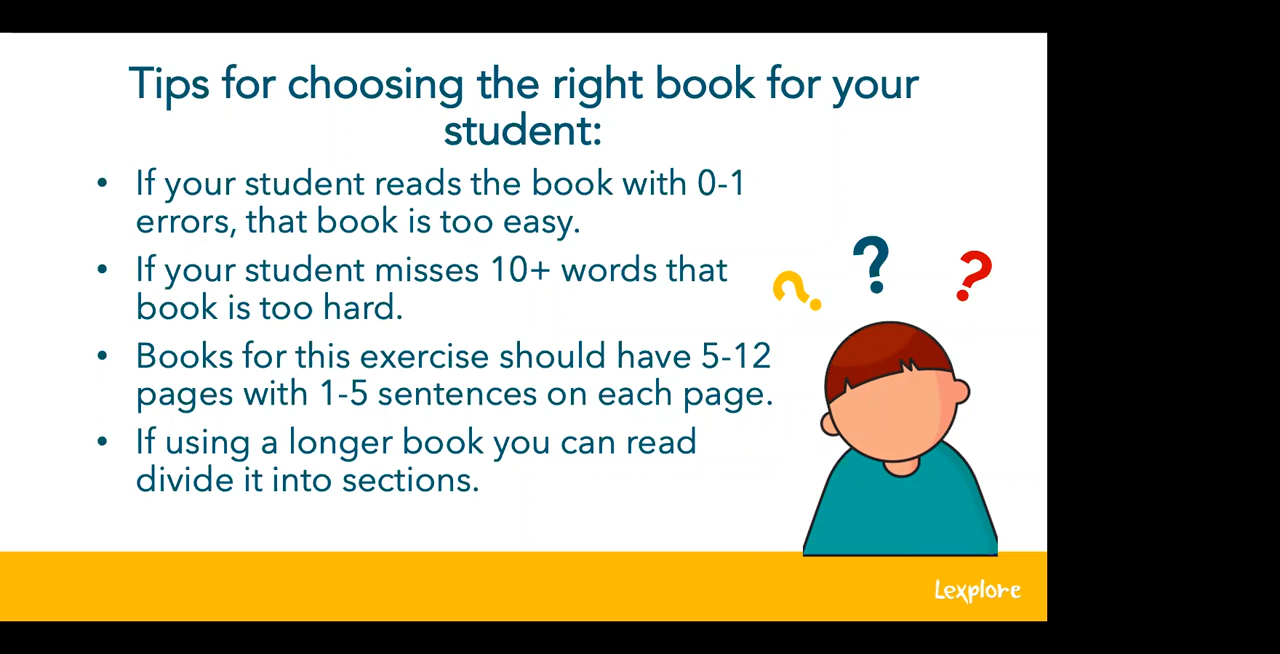 Tips for choosing the right book for your
student:
• If your student reads the book with 0-1
errors, that book is too easy.
• If your student misses 10+ words that
book is too hard.
• Books for this exercise should have 5-12
pages with 1-5 sentences on each page.
• If using a longer book you can read
divide it into sections.
? ? ?
Lexplore